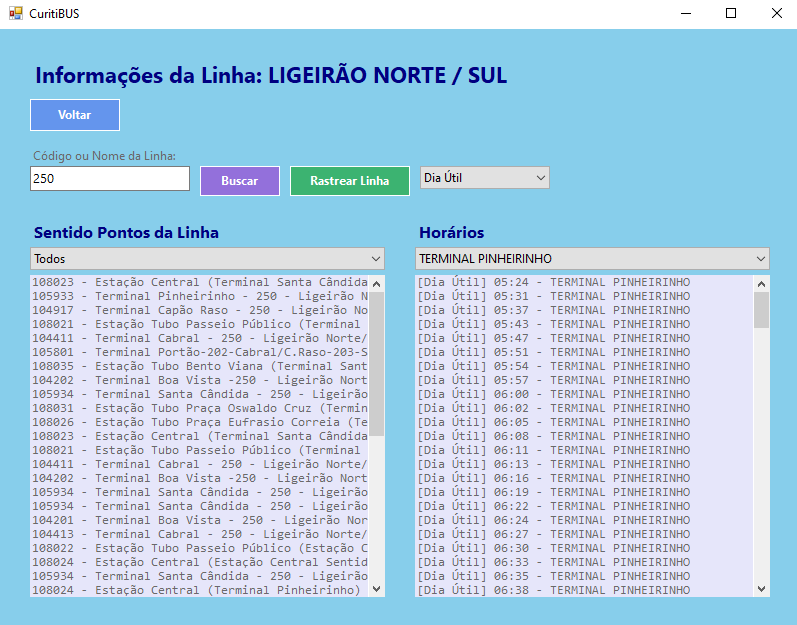 CuritiBUS
Informações da Linha: LIGEIRÃO NORTE / SUL
Voltar
Código ou Nome da Linha:
250
Buscar
Rastrear Linha
Dia Útil
Sentido Pontos da Linha
Todos
108023 - Estação Central (Terminal Santa Cândida
105933 - Terminal Pinheirinho - 250 - Ligeirão N
104917 - Terminal Capão Raso - 250 - Ligeirão No
108021 - Estação Tubo Passeio Público (Terminal
104411 - Terminal Cabral - 250 - Ligeirão Norte/
105801 - Terminal Portão-202-Cabral/C.Raso-203-S
108035 - Estação Tubo Bento Viana (Terminal Sant
104202 - Terminal Boa Vista -250 - Ligeirão Nort
105934 - Terminal Santa Cândida - 250 - Ligeirão
108031 - Estação Tubo Praça Oswaldo Cruz (Termin
108026 - Estação Tubo Praça Eufrasio Correia (Te
108023 - Estação Central (Terminal Santa Cândida
108021 - Estação Tubo Passeio Público (Terminal
104411 - Terminal Cabral - 250 - Ligeirão Norte/
104202 - Terminal Boa Vista -250 - Ligeirão Nort
105934 - Terminal Santa Cândida - 250 - Ligeirão
105934 - Terminal Santa Cândida - 250 - Ligeirão
104201 - Terminal Boa Vista - 250 - Ligeirão Nor
104413 - Terminal Cabral - 250 - Ligeirão Norte/
108022 - Estação Tubo Passeio Público (Estação C
108024 - Estação Central (Estação Central Sentid
105934 - Terminal Santa Cândida - 250 - Ligeirão
108024 - Estação Central (Terminal Pinheirinho)
Horários
TERMINAL PINHEIRINHO
[Dia Útil] 05:24 - TERMINAL PINHEIRINHO
[Dia Útil] 05:31 - TERMINAL PINHEIRINHO
[Dia Útil] 05:37 - TERMINAL PINHEIRINHO
[Dia Útil] 05:43 - TERMINAL PINHEIRINHO
[Dia Útil] 05:47 - TERMINAL PINHEIRINHO
[Dia Útil] 05:51 - TERMINAL PINHEIRINHO
[Dia Útil] 05:54 - TERMINAL PINHEIRINHO
[Dia Útil] 05:57 - TERMINAL PINHEIRINHO
[Dia Útil] 06:00 - TERMINAL PINHEIRINHO
[Dia Útil] 06:02 - TERMINAL PINHEIRINHO
[Dia Útil] 06:05 - TERMINAL PINHEIRINHO
[Dia Útil] 06:08 - TERMINAL PINHEIRINHO
[Dia Útil] 06:11 - TERMINAL PINHEIRINHO
[Dia Útil] 06:13 - TERMINAL PINHEIRINHO
[Dia Útil] 06:16 - TERMINAL PINHEIRINHO
[Dia Útil] 06:19 - TERMINAL PINHEIRINHO
[Dia Útil] 06:22 - TERMINAL PINHEIRINHO
[Dia Útil] 06:24 - TERMINAL PINHEIRINHO
[Dia Útil] 06:27 - TERMINAL PINHEIRINHO
[Dia Útil] 06:30 - TERMINAL PINHEIRINHO
[Dia Útil] 06:33 - TERMINAL PINHEIRINHO
[Dia Útil] 06:35 - TERMINAL PINHEIRINHO
[Dia Útil] 06:38 - TERMINAL PINHEIRINHO